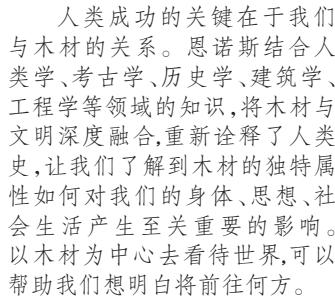 人类成功的关键在于我们
与木材的关系。恩诺斯结合人
类学、考古学、历史学、建筑学、
工程学等领域的知识,将木材与
文明深度融合,重新诠释了人类
史,让我们了解到木材的独特属
性如何对我们的身体、思想、社
会生活产生至关重要的影响。
以木材为中心去看待世界,可以
帮助我们想明白将前往何方。